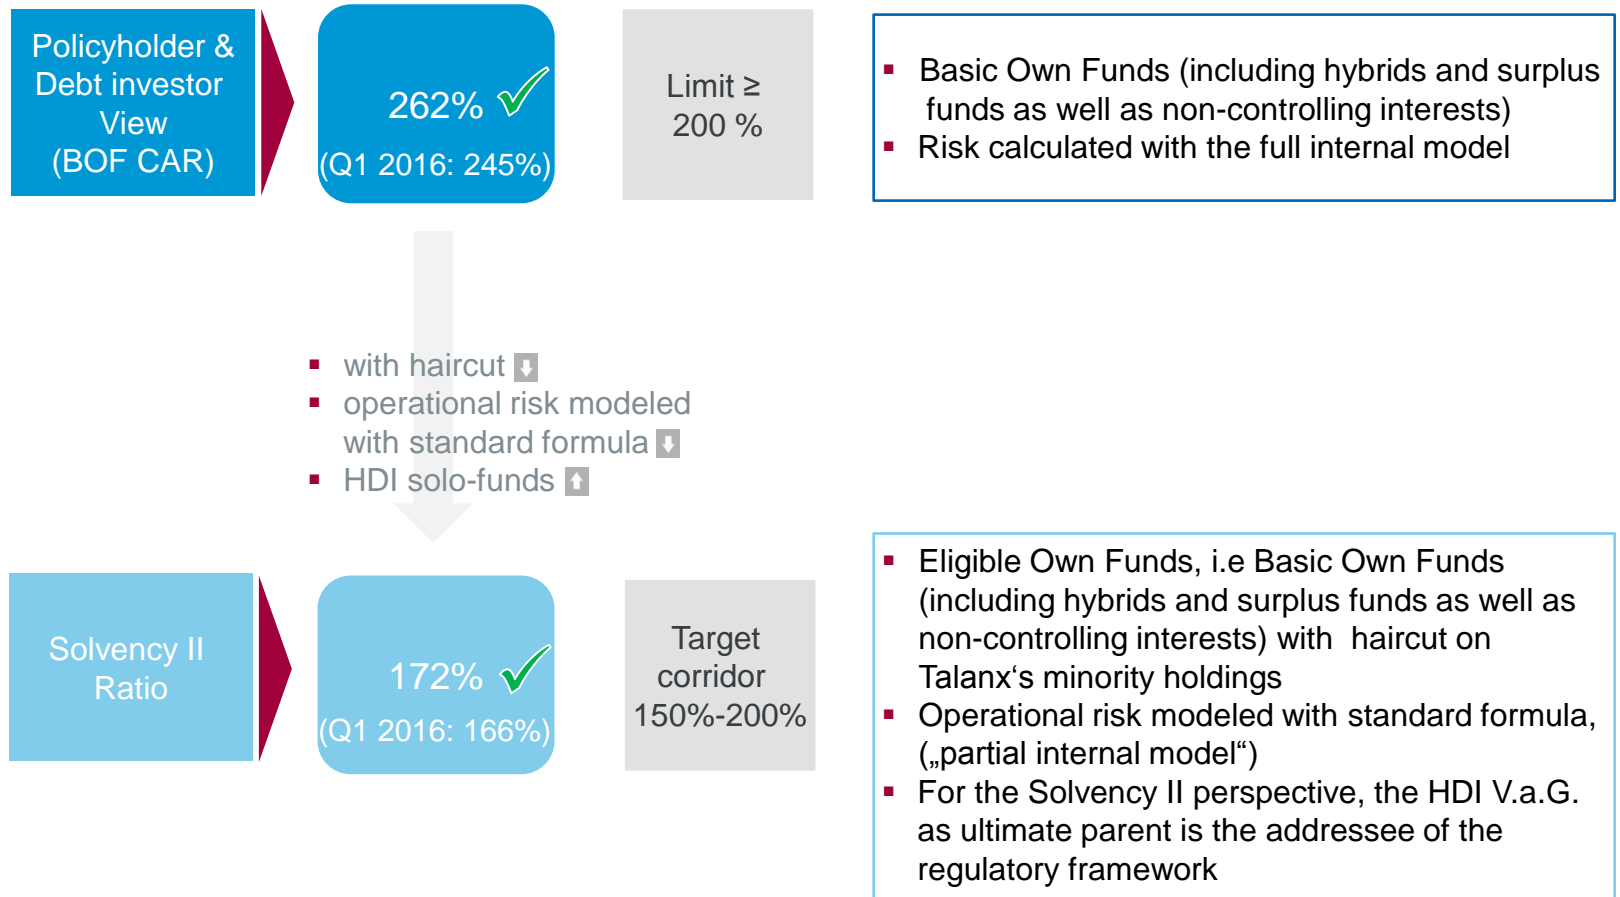 Policyholder &
Debt investor
View
(BOF CAR)
262%
(Q1 2016: 245%)
Limit ≥
200 %
▪ Basic Own Funds (including hybrids and surplus
funds as well as non-controlling interests)
▪ Risk calculated with the full internal model
▪ with haircut ⬇
▪ operational risk modeled
with standard formula ⬇
▪ HDI solo-funds ⬆
Solvency II
Ratio
172%
(Q1 2016: 166%)
Target
corridor
150%-200%
▪ Eligible Own Funds, i.e Basic Own Funds
(including hybrids and surplus funds as well as
non-controlling interests) with haircut on
Talanx‘s minority holdings
▪ Operational risk modeled with standard formula,
(„partial internal model“)
▪ For the Solvency II perspective, the HDI V.a.G.
as ultimate parent is the addressee of the
regulatory framework